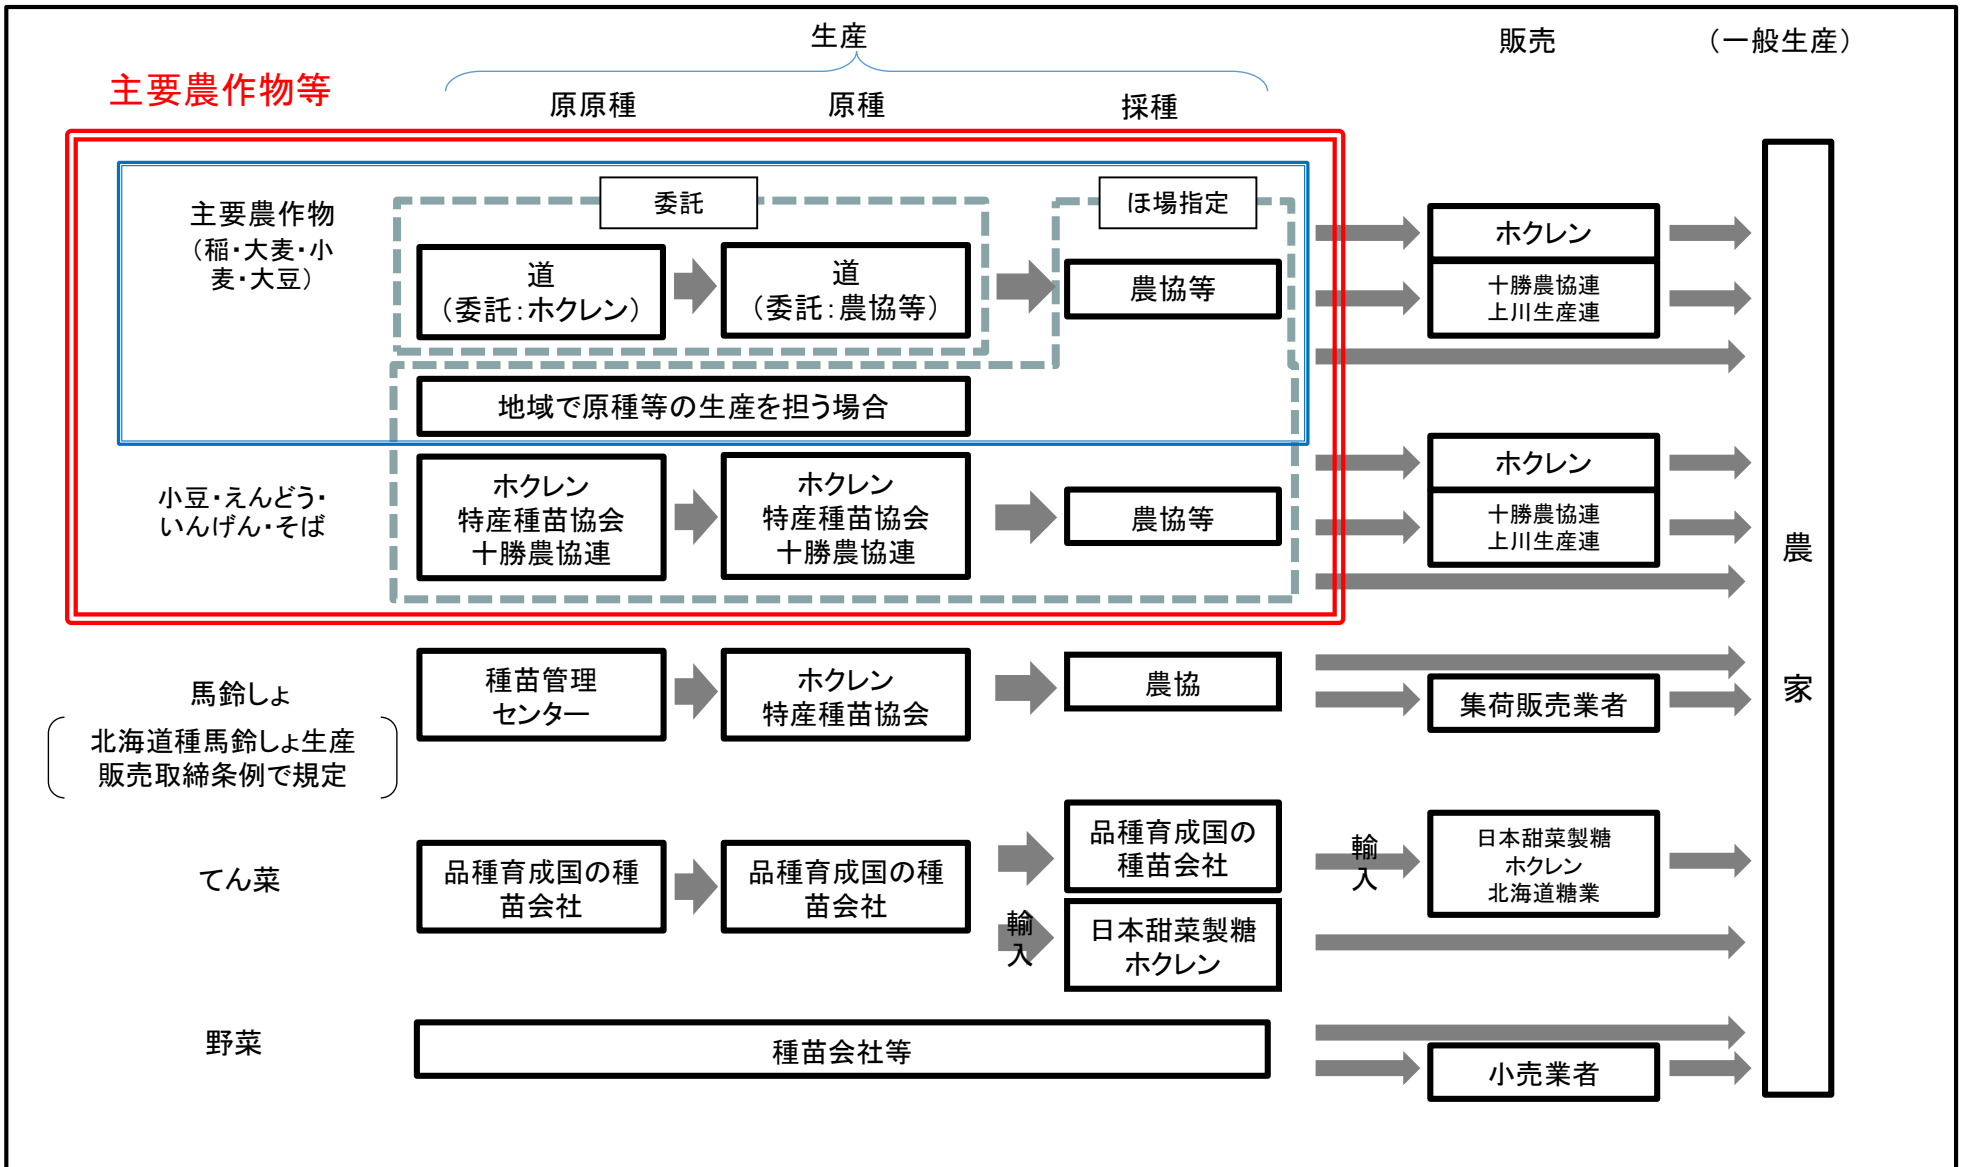 生産
販売
（一般生産）
主要農作物等
原原種
原種
採種
委託
ほ場指定
主要農作物
（稲・大麦・小
麦・大豆）
道
（委託：ホクレン）
道
（委託：農協等）
農協等
ホクレン
十勝農協連
上川生産連
地域で原種等の生産を担う場合
小豆・えんどう・
いんげん・そば
ホクレン
特産種苗協会
十勝農協連
ホクレン
特産種苗協会
十勝農協連
農協等
ホクレン
十勝農協連
上川生産連
農
家
馬鈴しょ
北海道種馬鈴しょ生産
販売取締条例で規定
種苗管理
センター
ホクレン
特産種苗協会
農協
集荷販売業者
てん菜
品種育成国の種
苗会社
品種育成国の種
苗会社
品種育成国の
種苗会社
輸
入
日本甜菜製糖
ホクレン
輸
入
日本甜菜製糖
ホクレン
北海道糖業
野菜
種苗会社等
小売業者